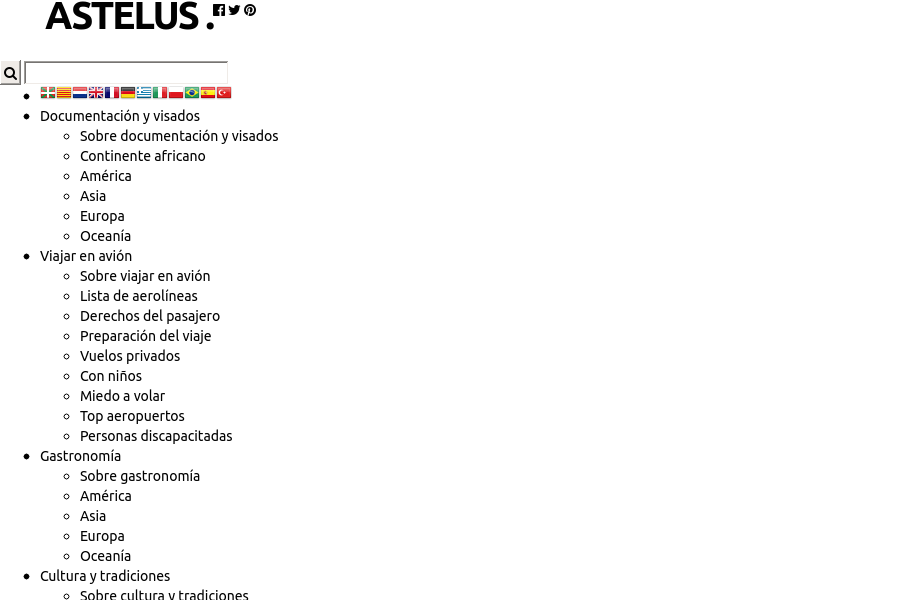 ASTELUS .
Documentación y visados
Sobre documentación y visados
Continente africano
América
Asia
Europa
Oceanía
Viajar en avión
Sobre viajar en avión
Lista de aerolíneas
Derechos del pasajero
Preparación del viaje
Vuelos privados
Con niños
Miedo a volar
Top aeropuertos
Personas discapacitadas
Gastronomía
Sobre gastronomía
América
Asia
Europa
Oceanía
Cultura y tradiciones
Sobre cultura y tradiciones